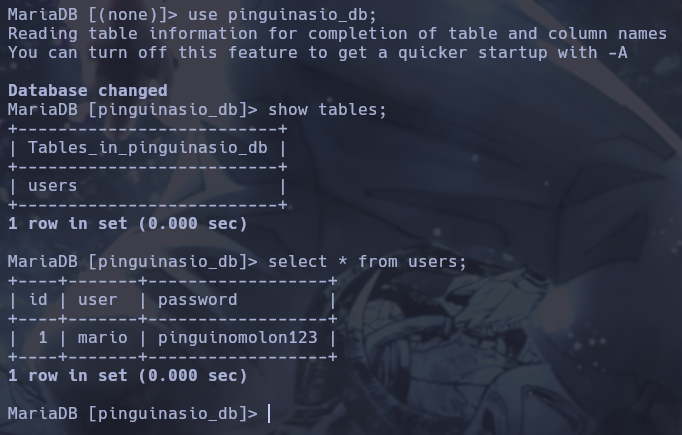 MariaDB [(none)]> use pinguinasio_db;
Reading table information for completion of table and column names
You can turn off this feature to get a quicker startup with -A
Database changed
MariaDB [pinguinasio_db]> show tables;
+--------------------------+
| Tables_in_pinguinasio_db |
+--------------------------+
| users                    |
+--------------------------+
1 row in set (0.000 sec)
MariaDB [pinguinasio_db]> select * from users;
+----+-------+------------------+
| id | user  | password         |
+----+-------+------------------+
|  1 | mario | pinguinomolon123 |
+----+-------+------------------+
1 row in set (0.000 sec)
MariaDB [pinguinasio_db]>